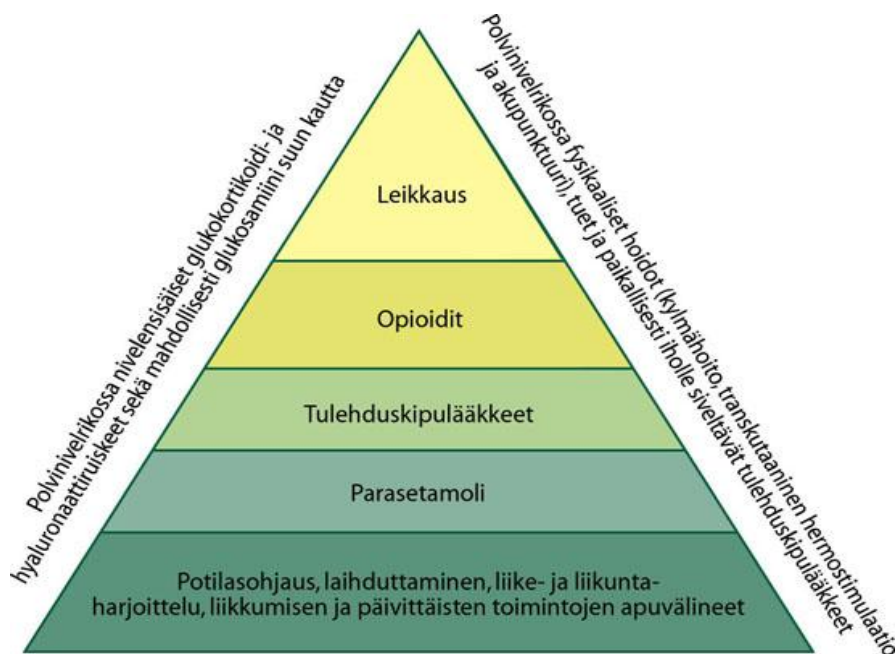 Polvinivelrikossa nivelensisäiset glukokortikoidi- ja
hyaluronaattiruiskeet sekä mahdollisesti glukosamiini suun kautta
Polvinivelrikossa fysikaaliset hoidot (kylmähoito, transkutaaninen hermostimulaatio
ja akupunktuuri), tuet ja paikallisesti iholle siveltävät tulehduskipulääkkeet
Leikkaus
Opioidit
Tulehduskipulääkkeet
Parasetamoli
Potilasohjaus, laihduttaminen, liike- ja liikunta-
harjoittelu, liikkumisen ja päivittäisten toimintojen apuvälineet